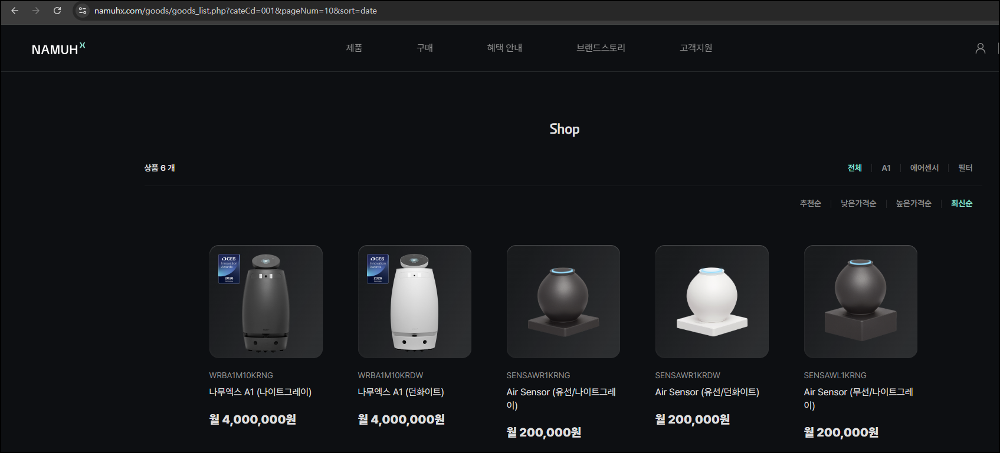 namuhx.com/goods/goods_list.php?cateCd=001&pageNum=10&sort=date
NAMUHX
제품
구매
혜택 안내
브랜드스토리
고객지원
Shop
상품 6 개
전체
A1
에어센서
필터
추천순
낮은가격순
높은가격순
최신순
CES
Innovation
Awards
2026
WRBA1M10KRNG
나무엑스 A1 (나이트그레이)
월 4,000,000원
CES
Innovation
Awards
2026
WRBA1M10KRDW
나무엑스 A1 (던화이트)
월 4,000,000원
SENSAWR1KRNG
Air Sensor (유선/나이트그레
이)
월 200,000원
SENSAWR1KRDW
Air Sensor (유선/던화이트)
월 200,000원
SENSAWL1KRNG
Air Sensor (무선/나이트그레
이)
월 200,000원